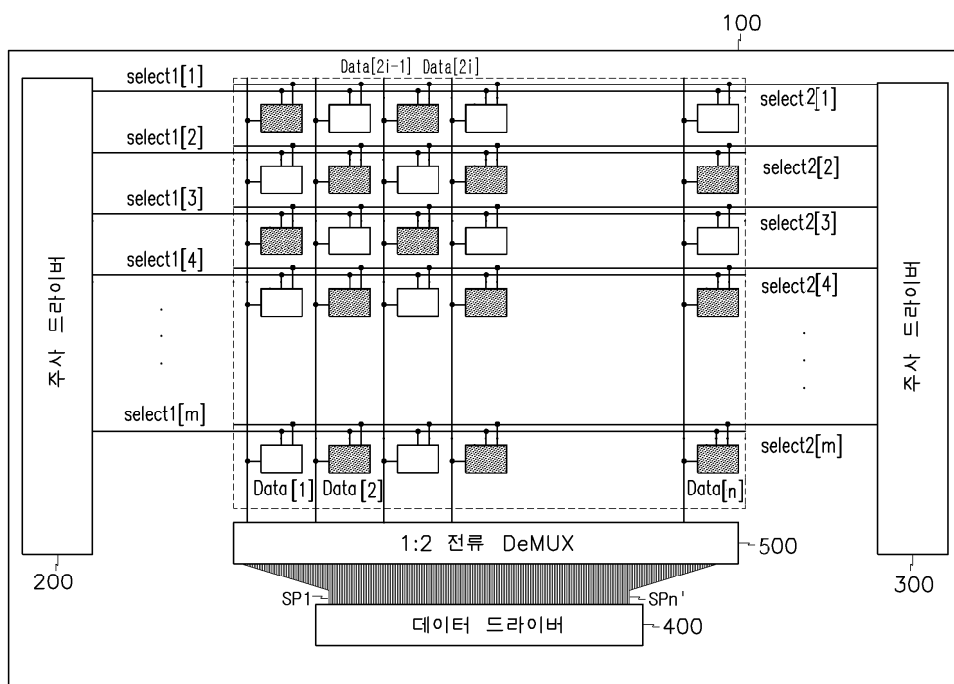 100
Data[2i-1] Data[2i]
select1[1]
select2[1]
select1[2]
select2[2]
select1[3]
select2[3]
select1[4]
select2[4]
주사 드라이버
주사 드라이버
select1[m]
select2[m]
Data[1] Data[2] Data[n]
1:2 전류 DeMUX
500
200
300
SP1
SPn'
데이터 드라이버
400